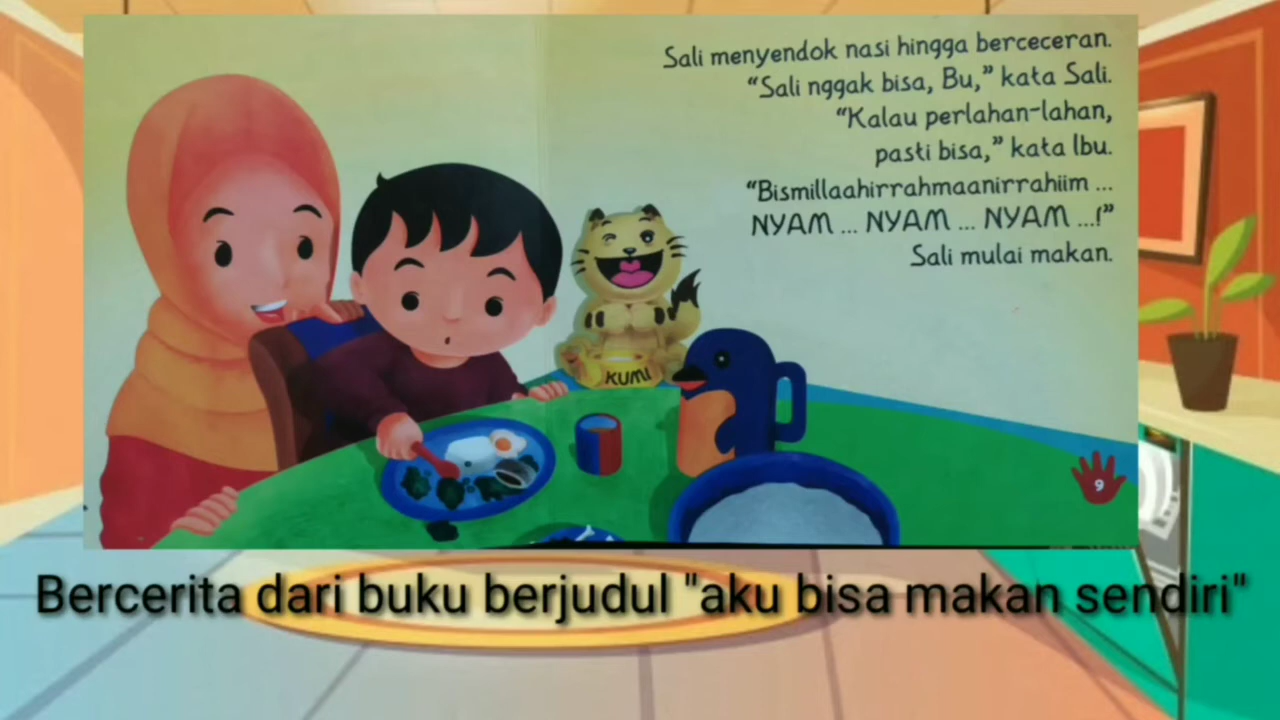 Sali menyendok nasi hingga berceceran.
“Sali nggak bisa, Bu,” kata Sali.
“Kalau perlahan-lahan,
pasti bisa,” kata Ibu.
“Bismillaahirrahmaanirrahiim ...
NYAM ... NYAM ... NYAM ...!”
Sali mulai makan.
KUMI
9
Bercerita dari buku berjudul "aku bisa makan sendiri"